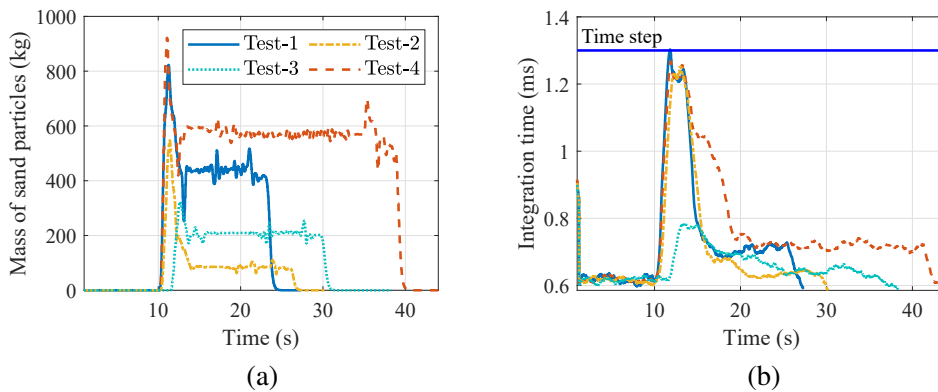 Mass of sand particles (kg)
1000
800
600
400
200
0
Test-1
Test-2
Test-3
Test-4
0
10
20
30
40
Time (s)
(a)
Integration time (ms)
1.4
1.2
1
0.8
0.6
Time step
10
20
30
40
Time (s)
(b)